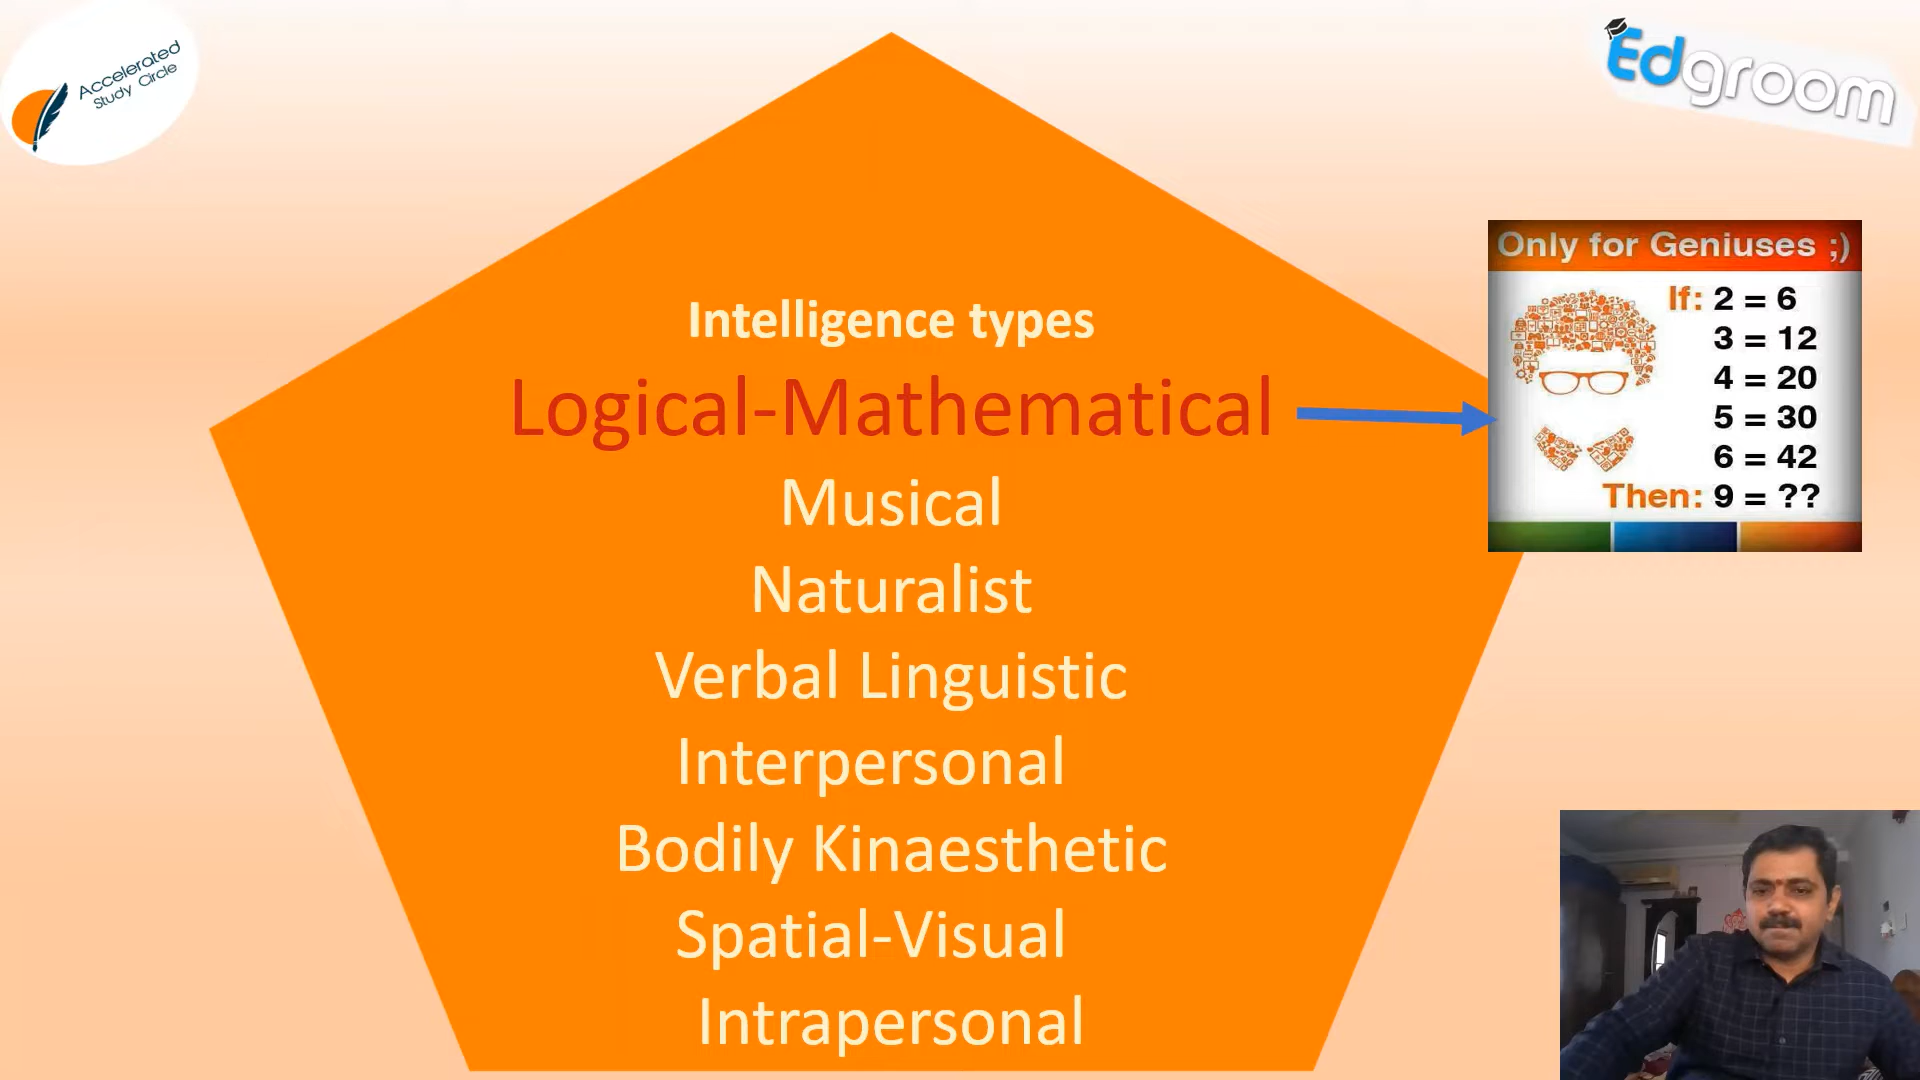 Accelerated
Study Circle
Edgroom
Only for Geniuses ;)
If: 2 = 6
3 = 12
4 = 20
5 = 30
6 = 42
Then: 9 = ??
Intelligence types
Logical-Mathematical
Musical
Naturalist
Verbal Linguistic
Interpersonal
Bodily Kinaesthetic
Spatial-Visual
Intrapersonal